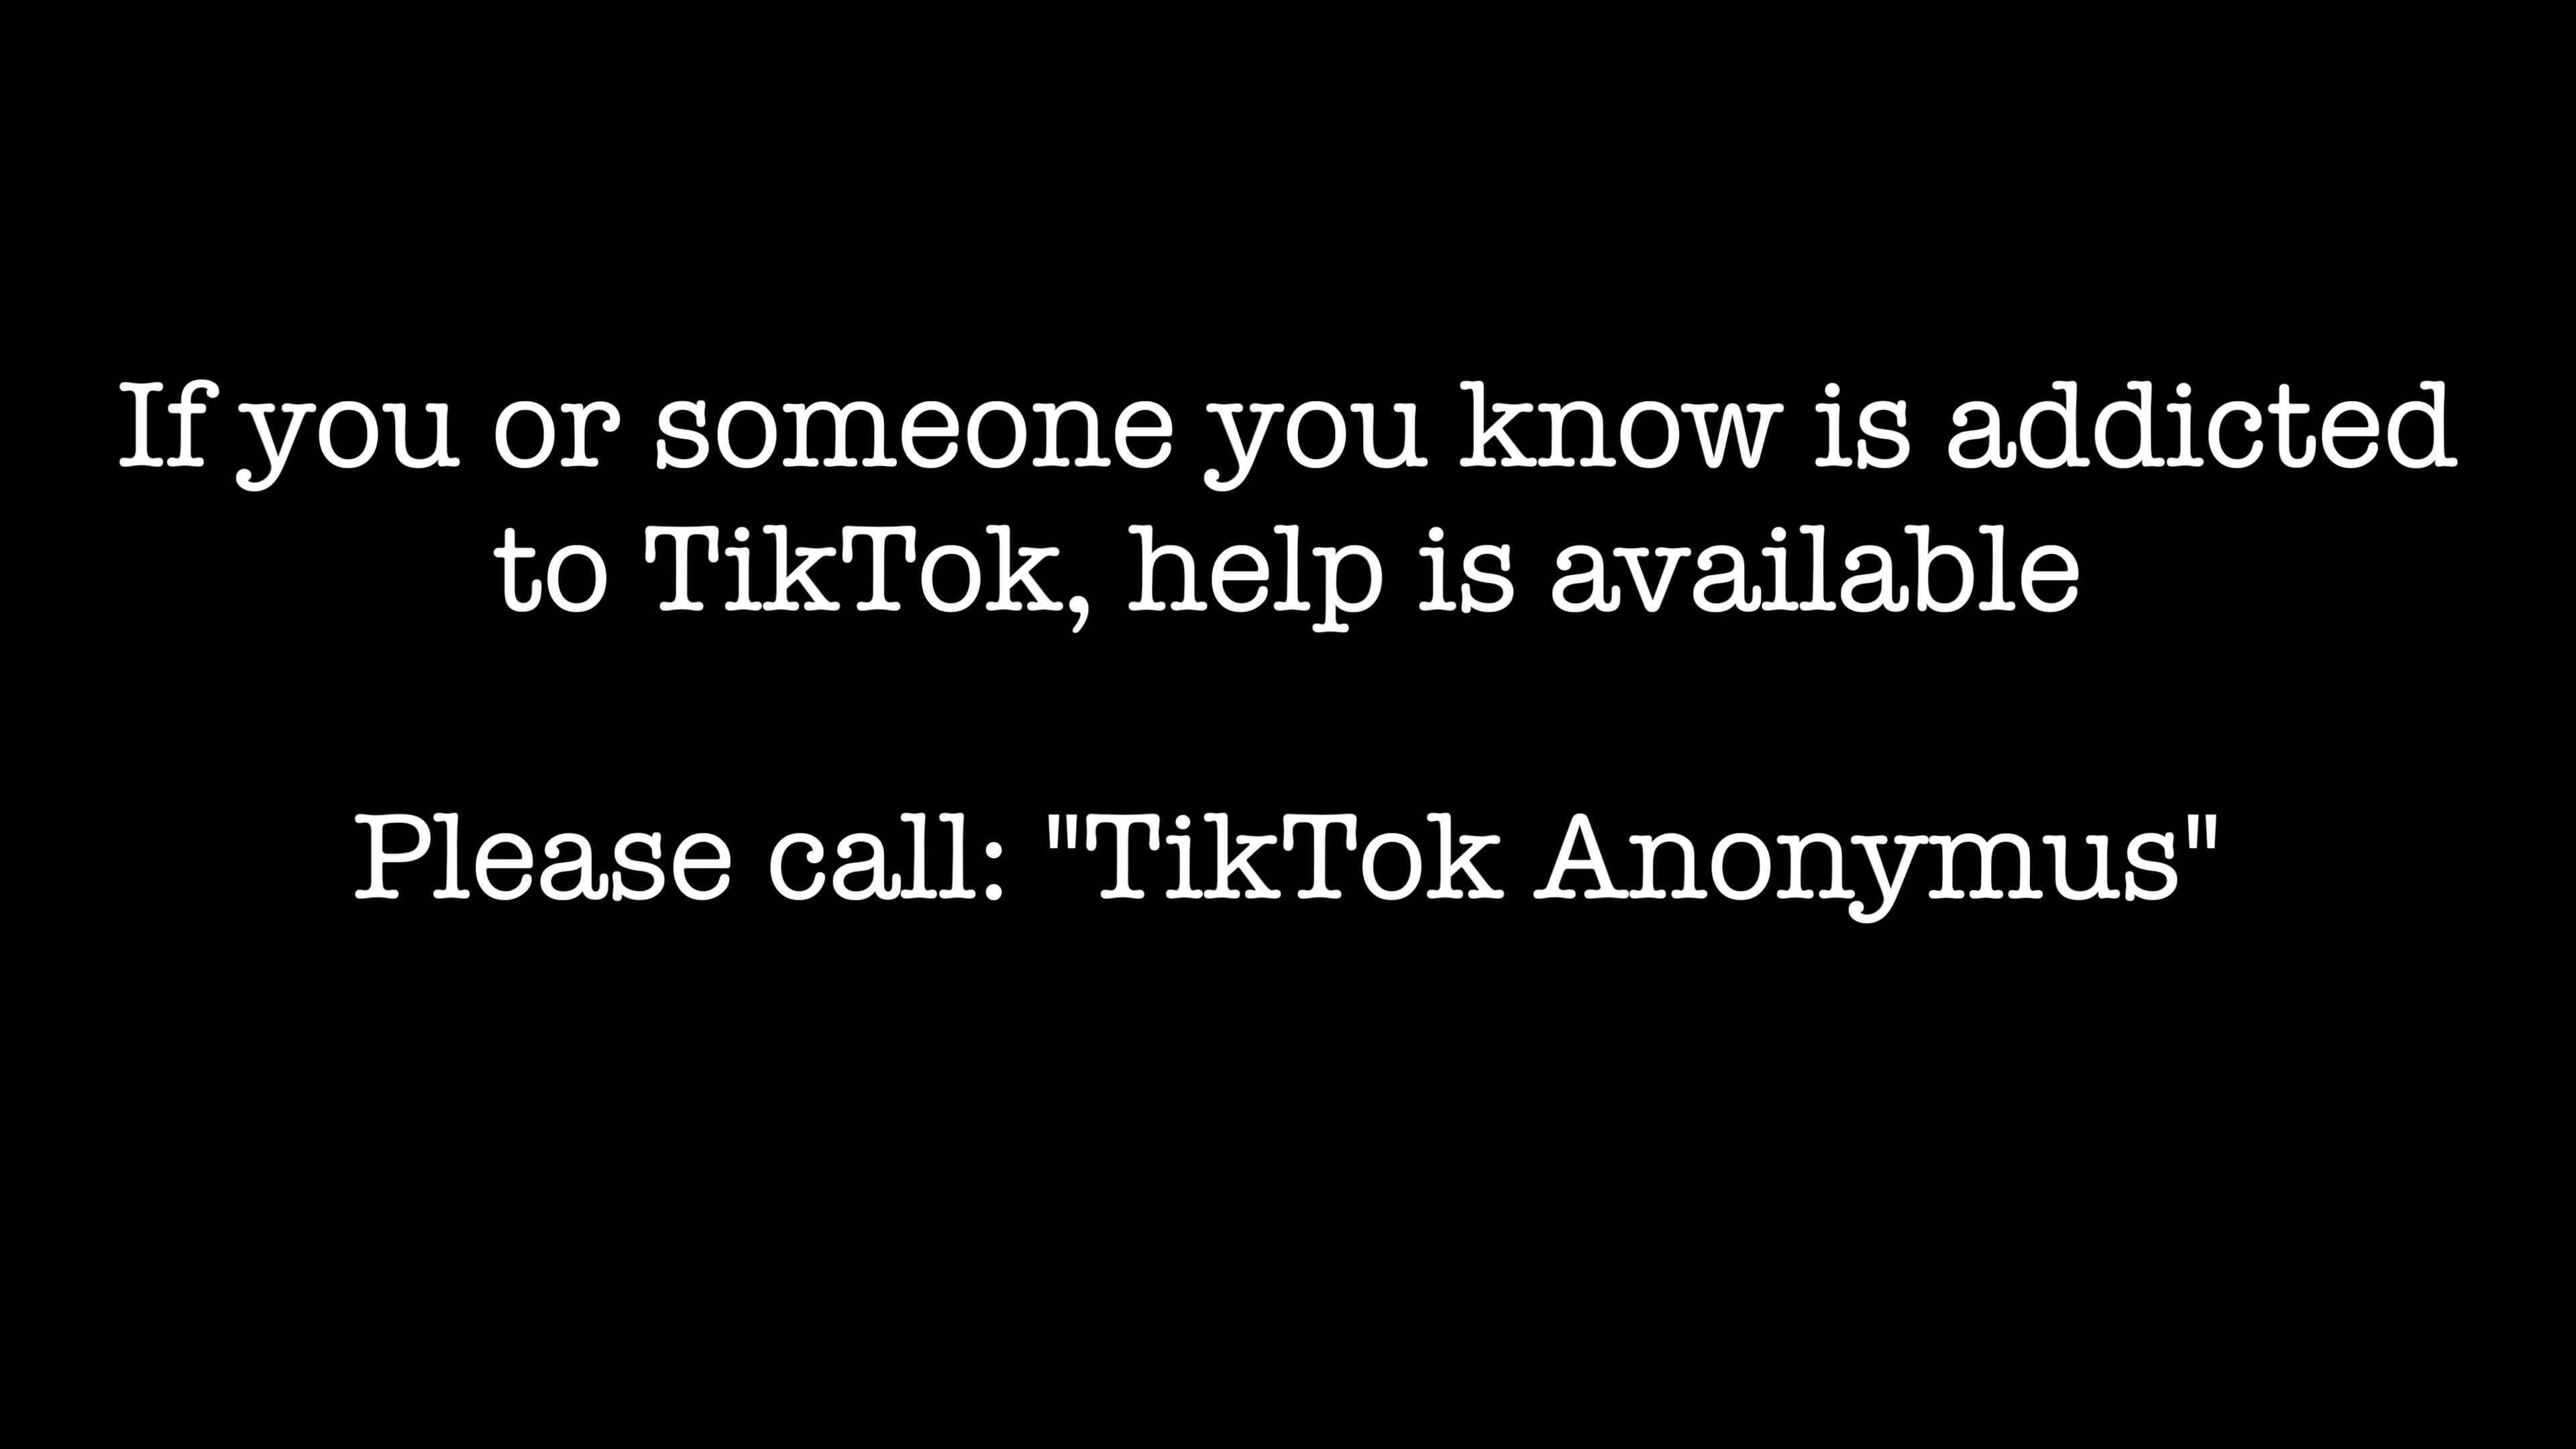 If you or someone you know is addicted
to TikTok, help is available
Please call: "TikTok Anonymus"